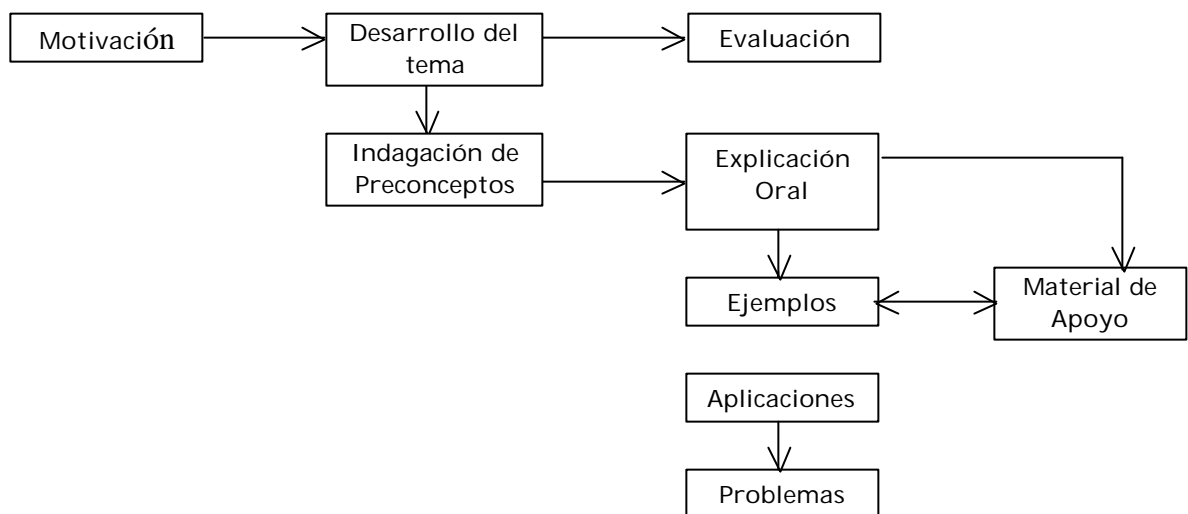 Motivación
Desarrollo del
tema
Evaluación
Indagación de
Preconceptos
Explicación
Oral
Ejemplos
Material de
Apoyo
Aplicaciones
Problemas